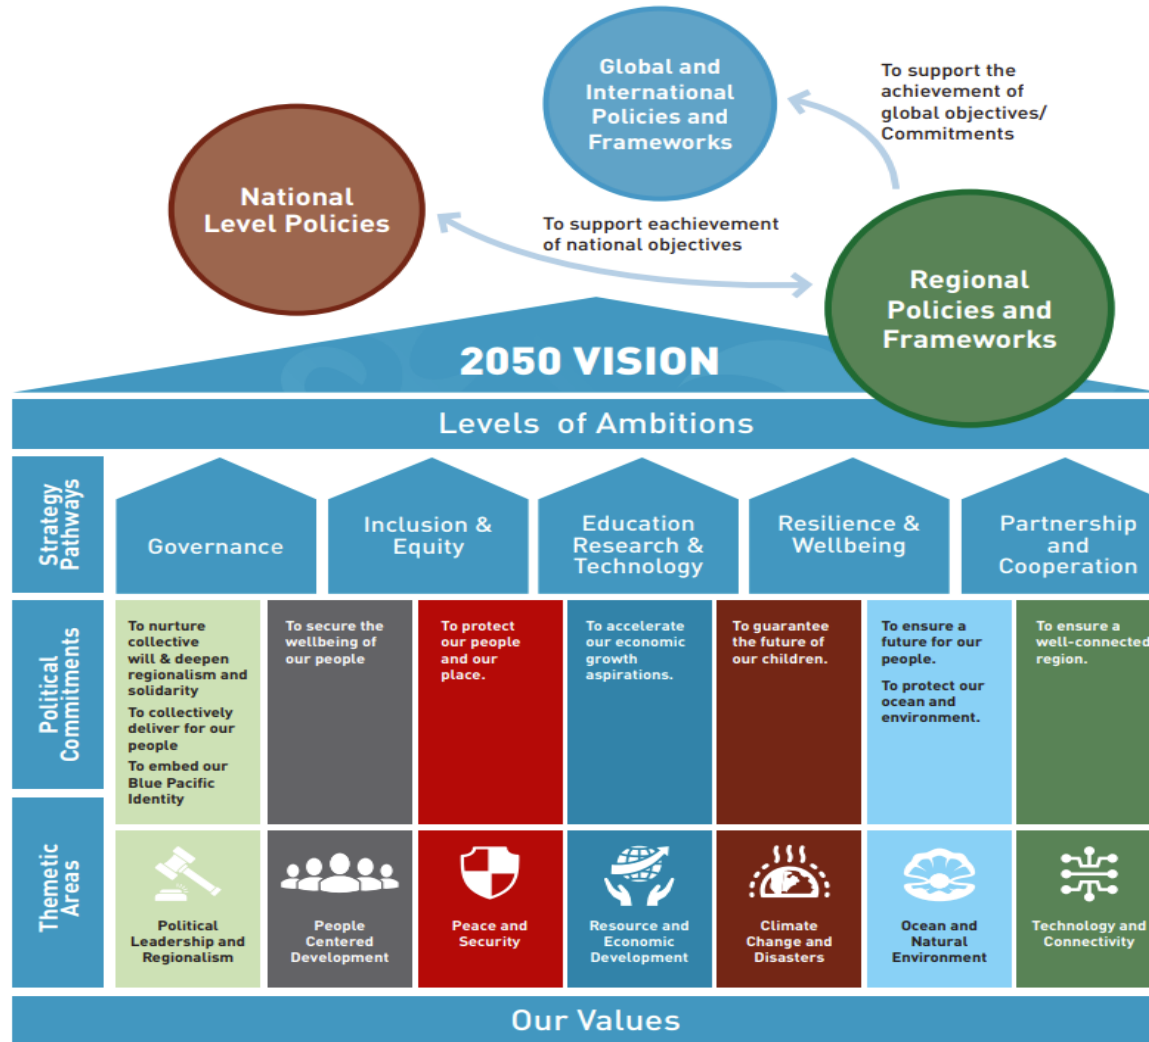 Global and
International
Policies and
Frameworks
To support the
achievement of
global objectives/
Commitments
National
Level Policies
To support eachievement
of national objectives
Regional
Policies and
Frameworks
2050 VISION
Levels of Ambitions
Strategy
Pathways
Governance
Inclusion &
Equity
Education
Research &
Technology
Resilience &
Wellbeing
Partnership
and
Cooperation
Political
Commitments
To nurture
collective
will & deepen
regionalism and
solidarity
To collectively
deliver for our
people
To embed our
Blue Pacific
Identity
To secure the
wellbeing of
our people
To protect
our people
and our
place.
To accelerate
our economic
growth
aspirations.
To guarantee
the future of
our children.
To ensure a
future for our
people.
To protect our
ocean and
environment.
To ensure a
well-connected
region.
Themetic
Areas
Political
Leadership and
Regionalism
People
Centered
Development
Peace and
Security
Resource and
Economic
Development
Climate
Change and
Disasters
Ocean and
Natural
Environment
Technology and
Connectivity
Our Values